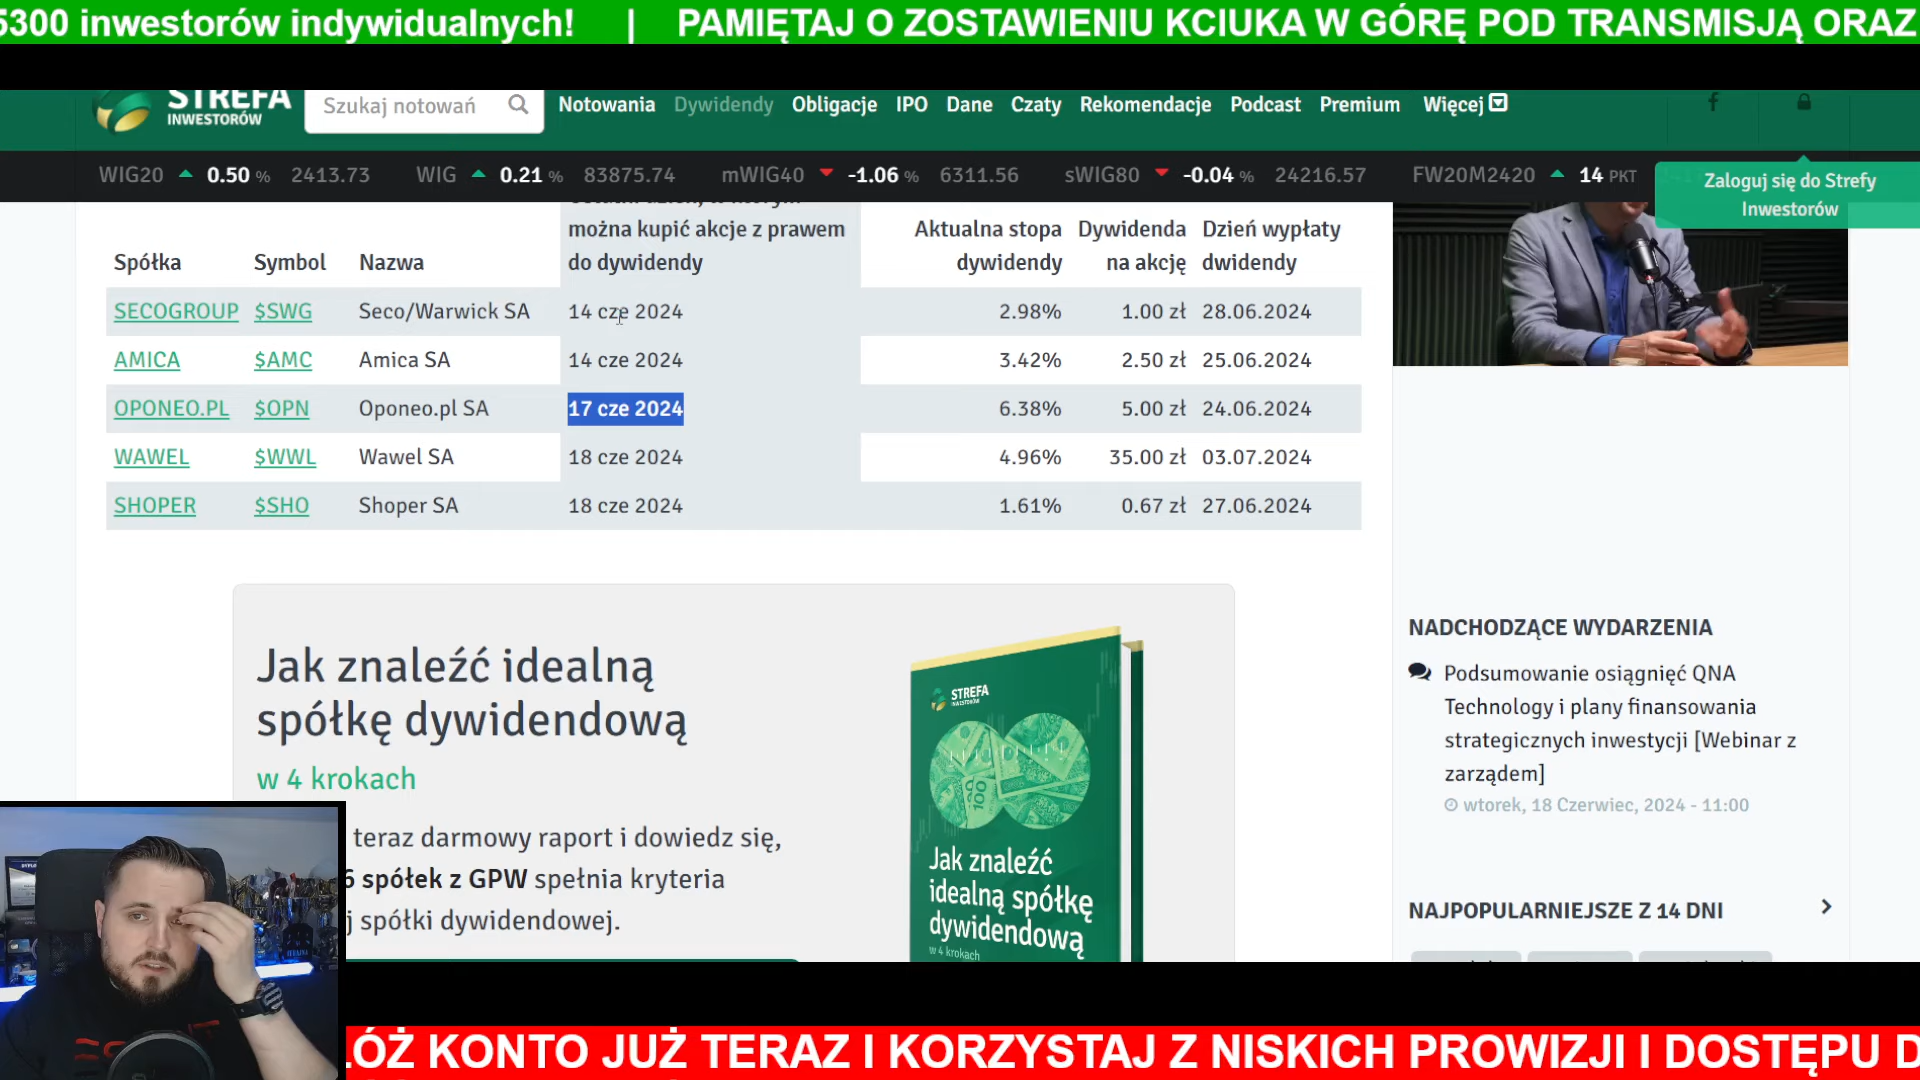 5300 inwestorów indywidualnych! | PAMIĘTAJ O ZOSTAWIENIU KCIUKA W GÓRĘ POD TRANSMISJĄ ORAZ
STREFA
INWESTORÓW
Szukaj notowań
Notowania Dywidendy Obligacje IPO Dane Czaty Rekomendacje Podcast Premium Więcej
WIG20 0.50 % 2413.73 WIG 0.21 % 83875.74 mWIG40 -1.06 % 6311.56 sWIG80 -0.04 % 24216.57 FW20M2420 14 PKT
Zaloguj się do Strefy
Inwestorów
Spółka Symbol Nazwa można kupić akcje z prawem do dywidendy Aktualna stopa dywidendy Dywidenda na akcję Dzień wypłaty dwidendy
SECOGROUP $SWG Seco/Warwick SA 14 cze 2024 2.98% 1.00 zł 28.06.2024
AMICA $AMC Amica SA 14 cze 2024 3.42% 2.50 zł 25.06.2024
OPONEO.PL $OPN Oponeo.pl SA 17 cze 2024 6.38% 5.00 zł 24.06.2024
WAWEL $WWL Wawel SA 18 cze 2024 4.96% 35.00 zł 03.07.2024
SHOPER $SHO Shoper SA 18 cze 2024 1.61% 0.67 zł 27.06.2024
Jak znaleźć idealną
spółkę dywidendową
w 4 krokach
teraz darmowy raport i dowiedz się,
6 spółek z GPW spełnia kryteria
j spółki dywidendowej.
STREFA
INWESTORÓW
100
Jak znaleźć
idealną spółkę
dywidendową
w 4 krokach
NADCHODZĄCE WYDARZENIA
Podsumowanie osiągnięć QNA
Technology i plany finansowania
strategicznych inwestycji [Webinar z
zarządem]
wtorek, 18 Czerwiec, 2024 - 11:00
NAJPOPULARNIEJSZE Z 14 DNI
ŁÓŻ KONTO JUŻ TERAZ I KORZYSTAJ Z NISKICH PROWIZJI I DOSTĘPU D